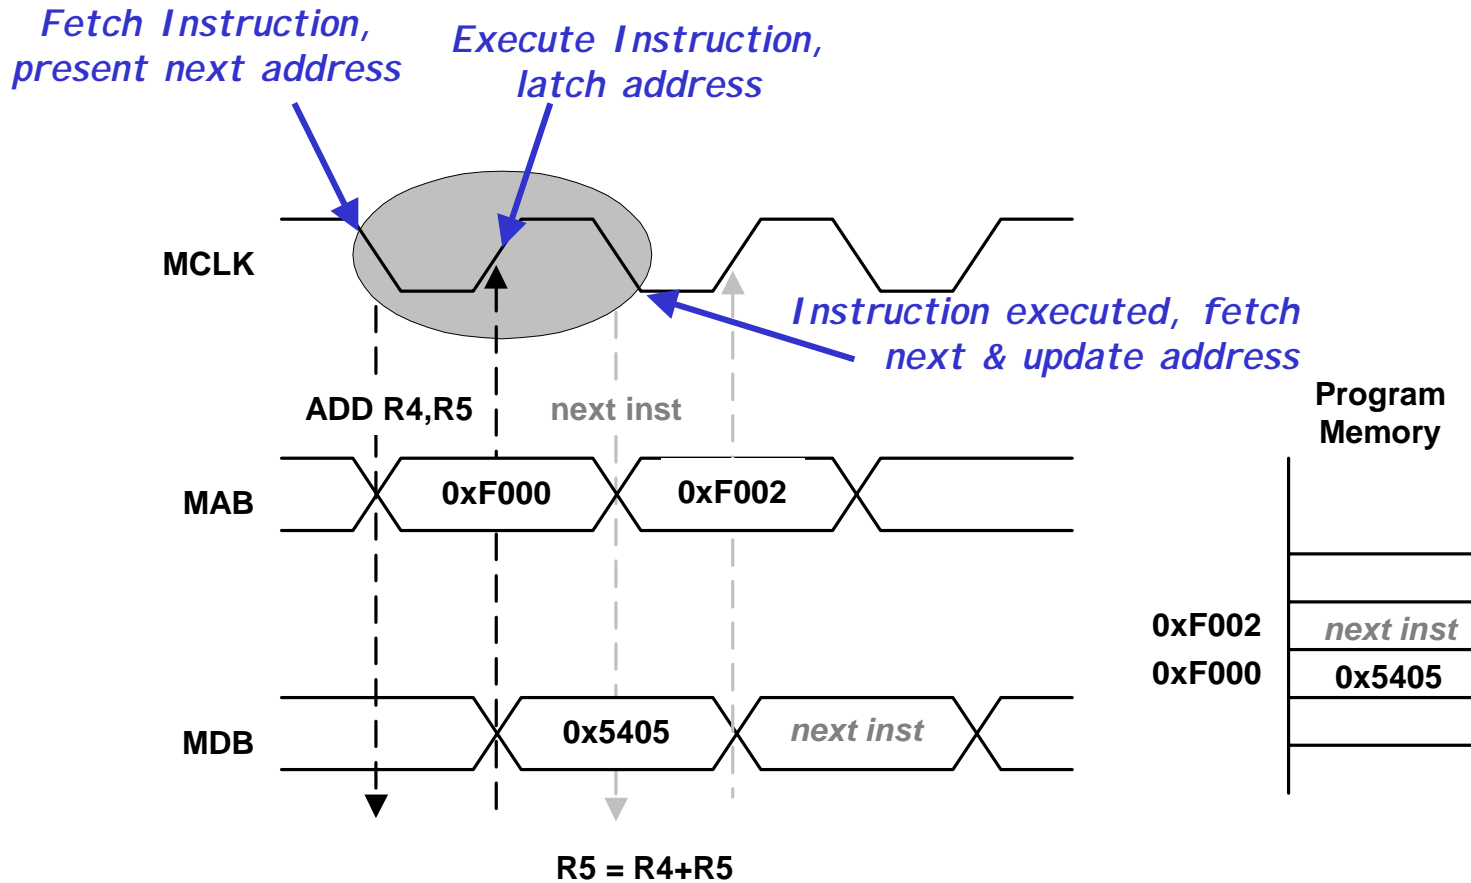 Fetch Instruction,
present next address
Execute Instruction,
latch address
MCLK
Instruction executed, fetch
next & update address
ADD R4,R5
next inst
Program
Memory
MAB
0xF000
0xF002
0xF002
next inst
0xF000
0x5405
MDB
0x5405
next inst
R5 = R4+R5